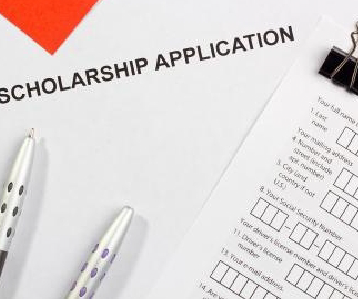 SCHOLARSHIP APPLICATION
Your full name
1. Last
name
Your mailing address
4. Number and
street (include
apt. number)
5. City (and
country if not
U.S.)
8. Your Social Security Number
Your driver's license number and driver's license
11. Driver's license
number
13. Your e-mail address
14. Are